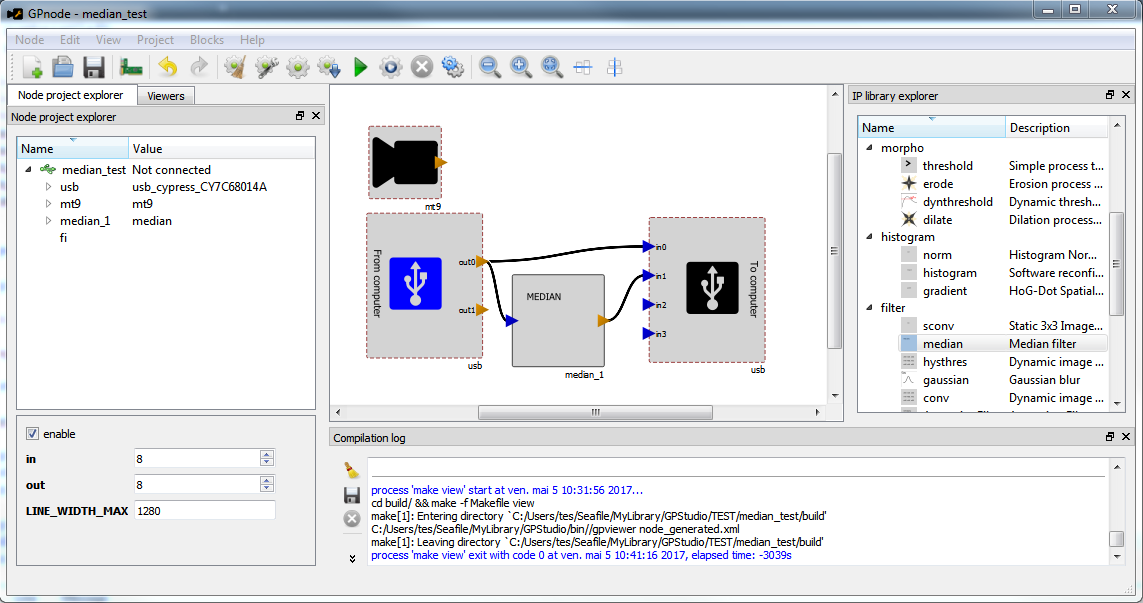 GPnode - median_test
Node Edit View Project Blocks Help
Node project explorer
Viewers
Node project explorer
Name Value
median_test Not connected
usb usb_cypress_CY7C68014A
mt9 mt9
median_1 median
fi
enable
in 8
out 8
LINE_WIDTH_MAX 1280
mt9
From computer
out0
out1
usb
MEDIAN
median_1
in0
in1
in2
in3
To computer
usb
IP library explorer
Name Description
morpho
threshold Simple process t...
erode Erosion process ...
dynthreshold Dynamic thresh...
dilate Dilation process...
histogram
norm Histogram Nor...
histogram Software reconfi...
gradient HoG-Dot Spatial...
filter
sconv Static 3x3 Image...
median Median filter
hysthres Dynamic image ...
gaussian Gaussian blur
conv Dynamic image ...
Compilation log
process 'make view' start at ven. mai 5 10:31:56 2017...
cd build/ && make -f Makefile view
make[1]: Entering directory `C:/Users/tes/Seafile/MyLibrary/GPStudio/TEST/median_test/build'
C:/Users/tes/Seafile/MyLibrary/GPStudio/bin//gpviewer node_generated.xml
make[1]: Leaving directory `C:/Users/tes/Seafile/MyLibrary/GPStudio/TEST/median_test/build'
process 'make view' exit with code 0 at ven. mai 5 10:41:16 2017, elapsed time: -3039s